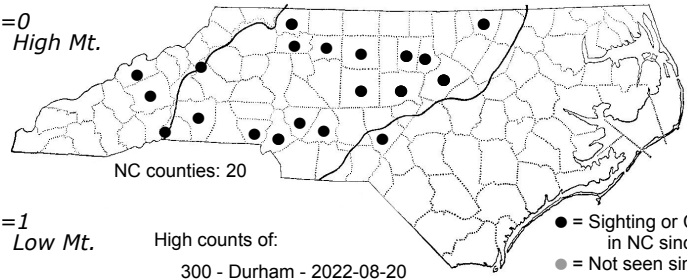 =0
High Mt.
NC counties: 20
=1
Low Mt.
High counts of:
300 - Durham - 2022-08-20
● = Sighting or
in NC sinc
● = Not seen sin